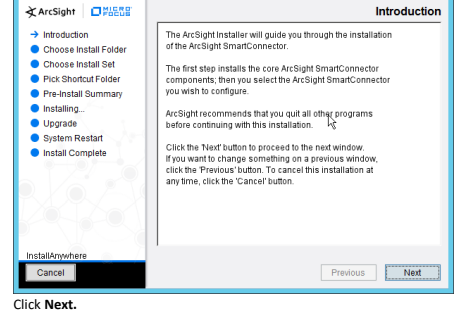 ArcSight MICRO FOCUS
Introduction
Introduction
Choose Install Folder
Choose Install Set
Pick Shortcut Folder
Pre-Install Summary
Installing...
Upgrade
System Restart
Install Complete
The ArcSight Installer will guide you through the installation
of the ArcSight SmartConnector.
The first step installs the core ArcSight SmartConnector
components; then you select the ArcSight SmartConnector
you wish to configure.
ArcSight recommends that you quit all other programs
before continuing with this installation.
Click the 'Next' button to proceed to the next window.
If you want to change something on a previous window,
click the 'Previous' button. To cancel this installation at
any time, click the 'Cancel' button.
InstallAnywhere
Cancel
Previous
Next
Click Next.